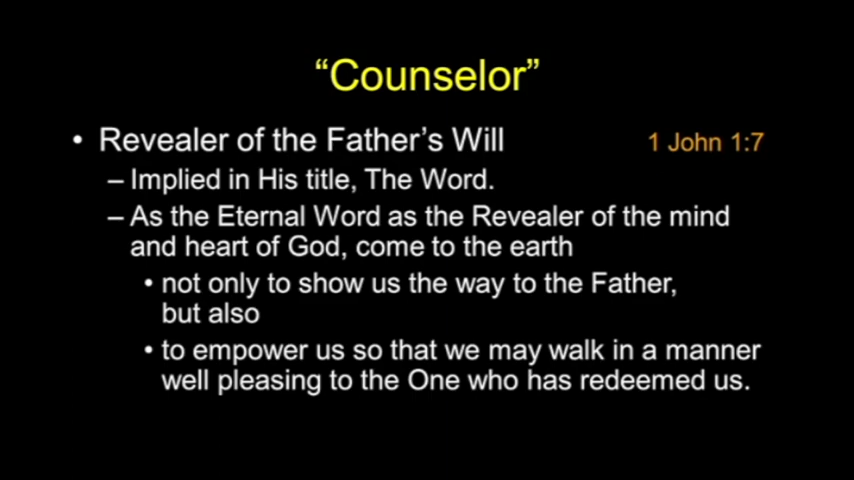 “Counselor”
• Revealer of the Father’s Will 1 John 1:7
– Implied in His title, The Word.
– As the Eternal Word as the Revealer of the mind
and heart of God, come to the earth
• not only to show us the way to the Father,
but also
• to empower us so that we may walk in a manner
well pleasing to the One who has redeemed us.